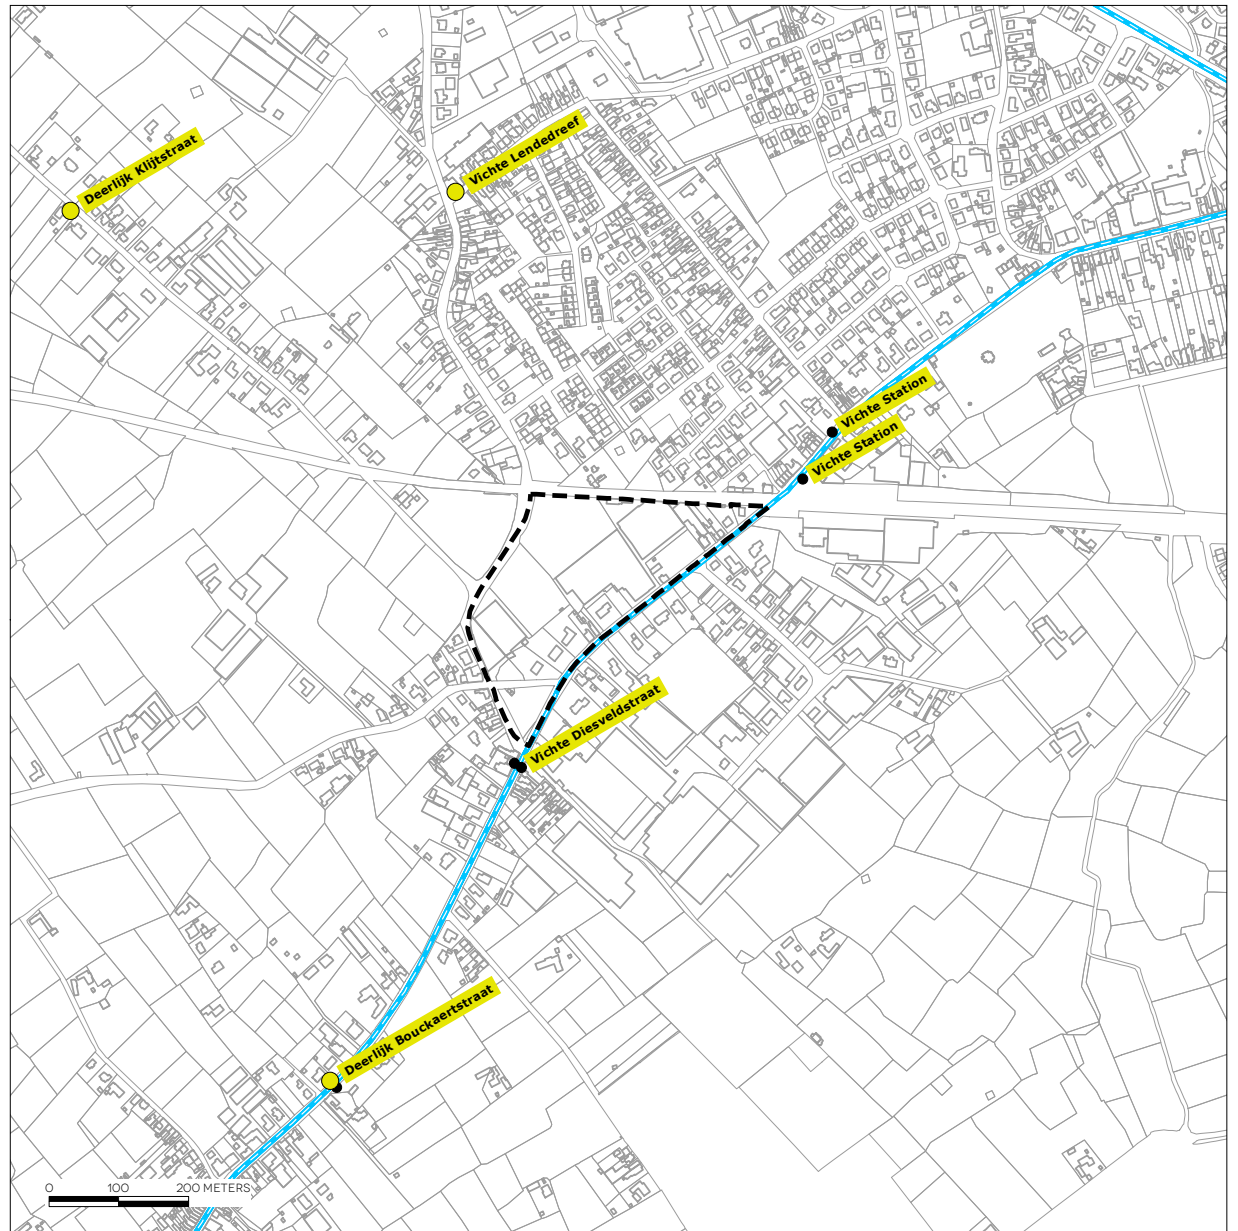 Vichte Lendedreef
Deerlijk Klijtstraat
Vichte Station
Vichte Station
Vichte Diesveldstraat
Deerlijk Bouckaertstraat
0 100 200 METERS